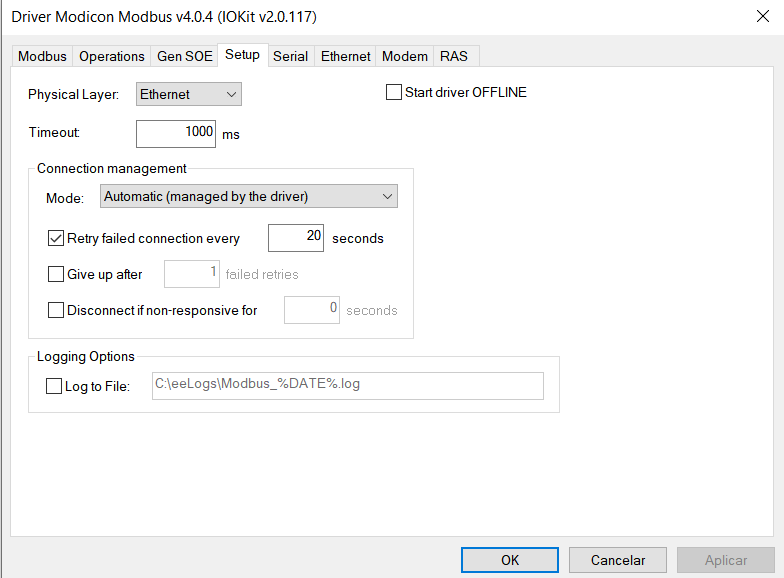 Driver Modicon Modbus v4.0.4 (IOKit v2.0.117)
Modbus Operations Gen SOE Setup Serial Ethernet Modem RAS
Physical Layer: Ethernet Start driver OFFLINE
Timeout: 1000 ms
Connection management
Mode: Automatic (managed by the driver)
Retry failed connection every 20 seconds
Give up after 1 failed retries
Disconnect if non-responsive for 0 seconds
Logging Options
Log to File: C:\eeLogs\Modbus_%DATE%.log
OK Cancelar Aplicar